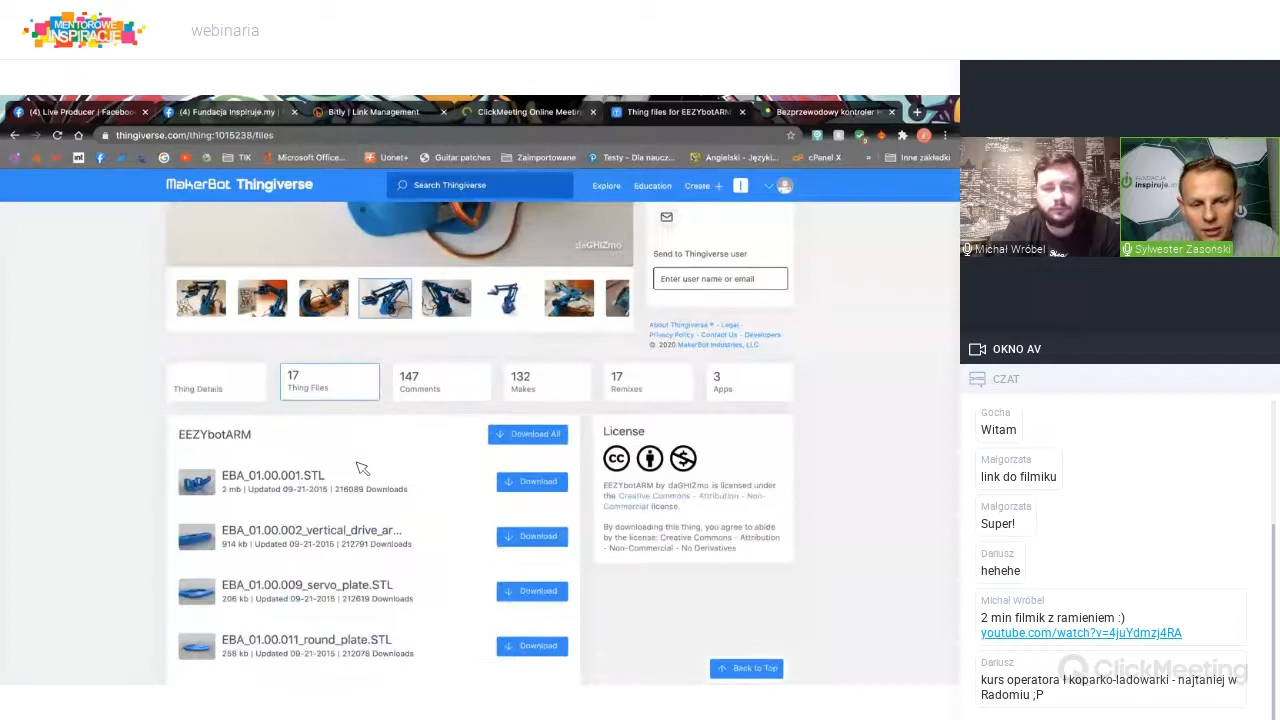 MENTOROWE
INSPIRACJE
webinaria
(4) Live Producer | Facebo
(4) Fundacja Inspiruje.my |
Bitly | Link Management
ClickMeeting Online Meetin
Thing files for EEZYbotARM
Bezprzewodowy kontroler
thingiverse.com/thing:1015238/files
TIK
Microsoft Office...
Uonet+
Guitar patches
Zaimportowane
Testy - Dla naucz...
Angielski - Języki...
cPanel X
»
Inne zakładki
MakerBot Thingiverse
Search Thingiverse
Explore
Education
Create +
daGHIZmo
Send to Thingiverse user
Enter user name or email
About Thingiverse ® - Legal -
Privacy Policy - Contact Us - Developers
© 2020 MakerBot Industries, LLC
Thing Details
17
Thing Files
147
Comments
132
Makes
17
Remixes
3
Apps
EEZYbotARM
Download All
EBA_01.00.001.STL
2 mb | Updated 09-21-2015 | 216089 Downloads
Download
EBA_01.00.002_vertical_drive_ar...
914 kb | Updated 09-21-2015 | 212791 Downloads
Download
EBA_01.00.009_servo_plate.STL
206 kb | Updated 09-21-2015 | 212619 Downloads
Download
EBA_01.00.011_round_plate.STL
258 kb | Updated 09-21-2015 | 212078 Downloads
Download
License
EEZYbotARM by daGHIZmo is licensed under
the Creative Commons - Attribution - Non-
Commercial license.
By downloading this thing, you agree to abide
by the license: Creative Commons - Attribution
- Non-Commercial - No Derivatives
Back to Top
FUNDACJA
inspiruje.m
Michał Wróbel
Sylwester Zasoński
OKNO AV
CZAT
Gocha
Witam
Małgorzata
link do filmiku
Małgorzata
Super!
Dariusz
hehehe
Michał Wróbel
2 min filmik z ramieniem :)
youtube.com/watch?v=4juYdmzj4RA
Dariusz
kurs operatora ! koparko-ladowarki - najtaniej w
Radomiu ;P
ClickMeeting